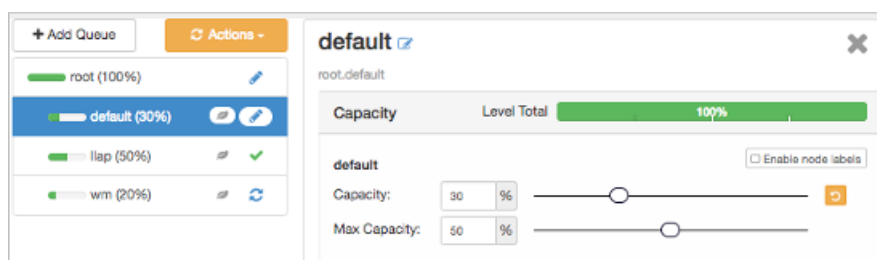 + Add Queue
Actions -
root (100%)
default (30%)
llap (50%)
wm (20%)
default
root.default
Capacity
Level Total
100%
default
Enable node labels
Capacity:
30
%
Max Capacity:
50
%